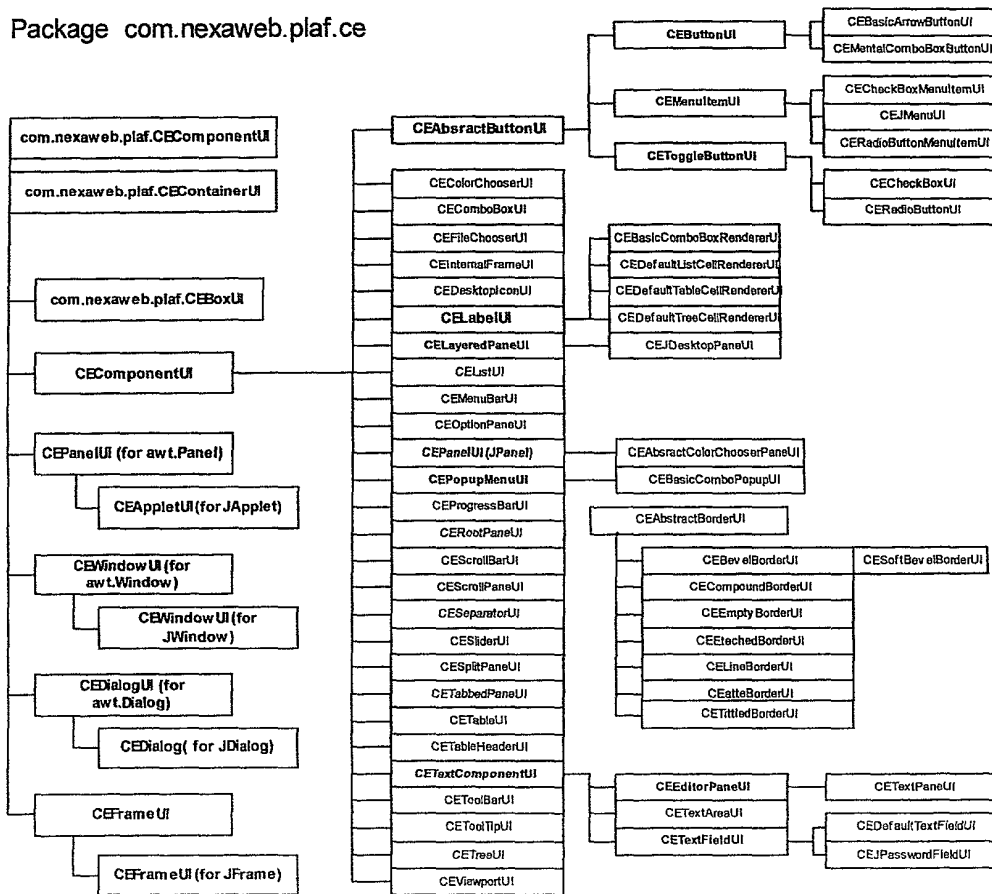 Package com.nexaweb.plaf.ce
com.nexaweb.plaf.CEComponentUI
com.nexaweb.plaf.CEContainerUI
com.nexaweb.plaf.CEBoxUI
CEComponentUI
CEPanelUI (for awt.Panel)
CEAppletUI(for JApplet)
CEWindowUI (for
awt.Window)
CEWindowUI (for
JWindow)
CEDialogUI (for
awt.Dialog)
CEDialog( for JDialog)
CEFrameUI
CEFrameUI (for JFrame)
CEAbsractButtonUI
CEColorChooserUI
CEComboBoxUI
CEFileChooserUI
CEInternalFrameUI
CEDesktopIconUI
CELabelUI
CELayeredPaneUI
CEListUI
CEMenuBarUI
CEOptionPaneUI
CEPanelUI (JPanel)
CEPopupMenuUI
CEProgressBarUI
CERootPaneUI
CEScrollBarUI
CEScrollPaneUI
CESeparatorUI
CESliderUI
CESplitPaneUI
CETabbedPaneUI
CETableUI
CETableHeaderUI
CETextComponentUI
CEToolBarUI
CEToolTipUI
CETreeUI
CEViewportUI
CEButtonUI
CEMenuItemUI
CEToggleButtonUI
CEBasicArrowButtonUI
CEMentalComboBoxButtonUI
CECheckBoxMenuItemUI
CEJMenuUI
CERadioButtonMenuItemUI
CECheckBoxUI
CERadioButtonUI
CEBasicComboBoxRendererUI
CEDefaultListCellRendererUI
CEDefaultTableCellRendererUI
CEDefaultTreeCellRendererUI
CEJDesktopPaneUI
CEAbsractColorChooserPaneUI
CEBasicComboPopupUI
CEAbstractBorderUI
CEBevelBorderUI
CESoftBevelBorderUI
CECompoundBorderUI
CEEmptyBorderUI
CEEtechedBorderUI
CELineBorderUI
CEatteBorderUI
CETittledBorderUI
CEEditorPaneUI
CETextAreaUI
CETextFieldUI
CETextPaneUI
CEDefaultTextFieldUI
CEJPasswordFieldUI